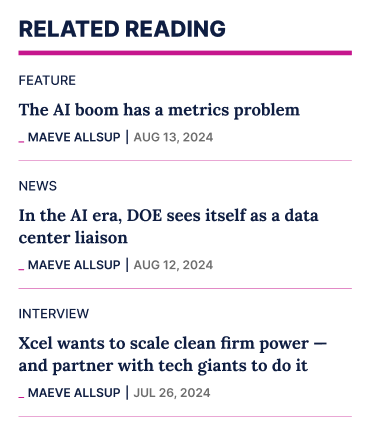 RELATED READING
FEATURE
The AI boom has a metrics problem
_ MAEVE ALLSUP | AUG 13, 2024
NEWS
In the AI era, DOE sees itself as a data
center liaison
_ MAEVE ALLSUP | AUG 12, 2024
INTERVIEW
Xcel wants to scale clean firm power —
and partner with tech giants to do it
_ MAEVE ALLSUP | JUL 26, 2024